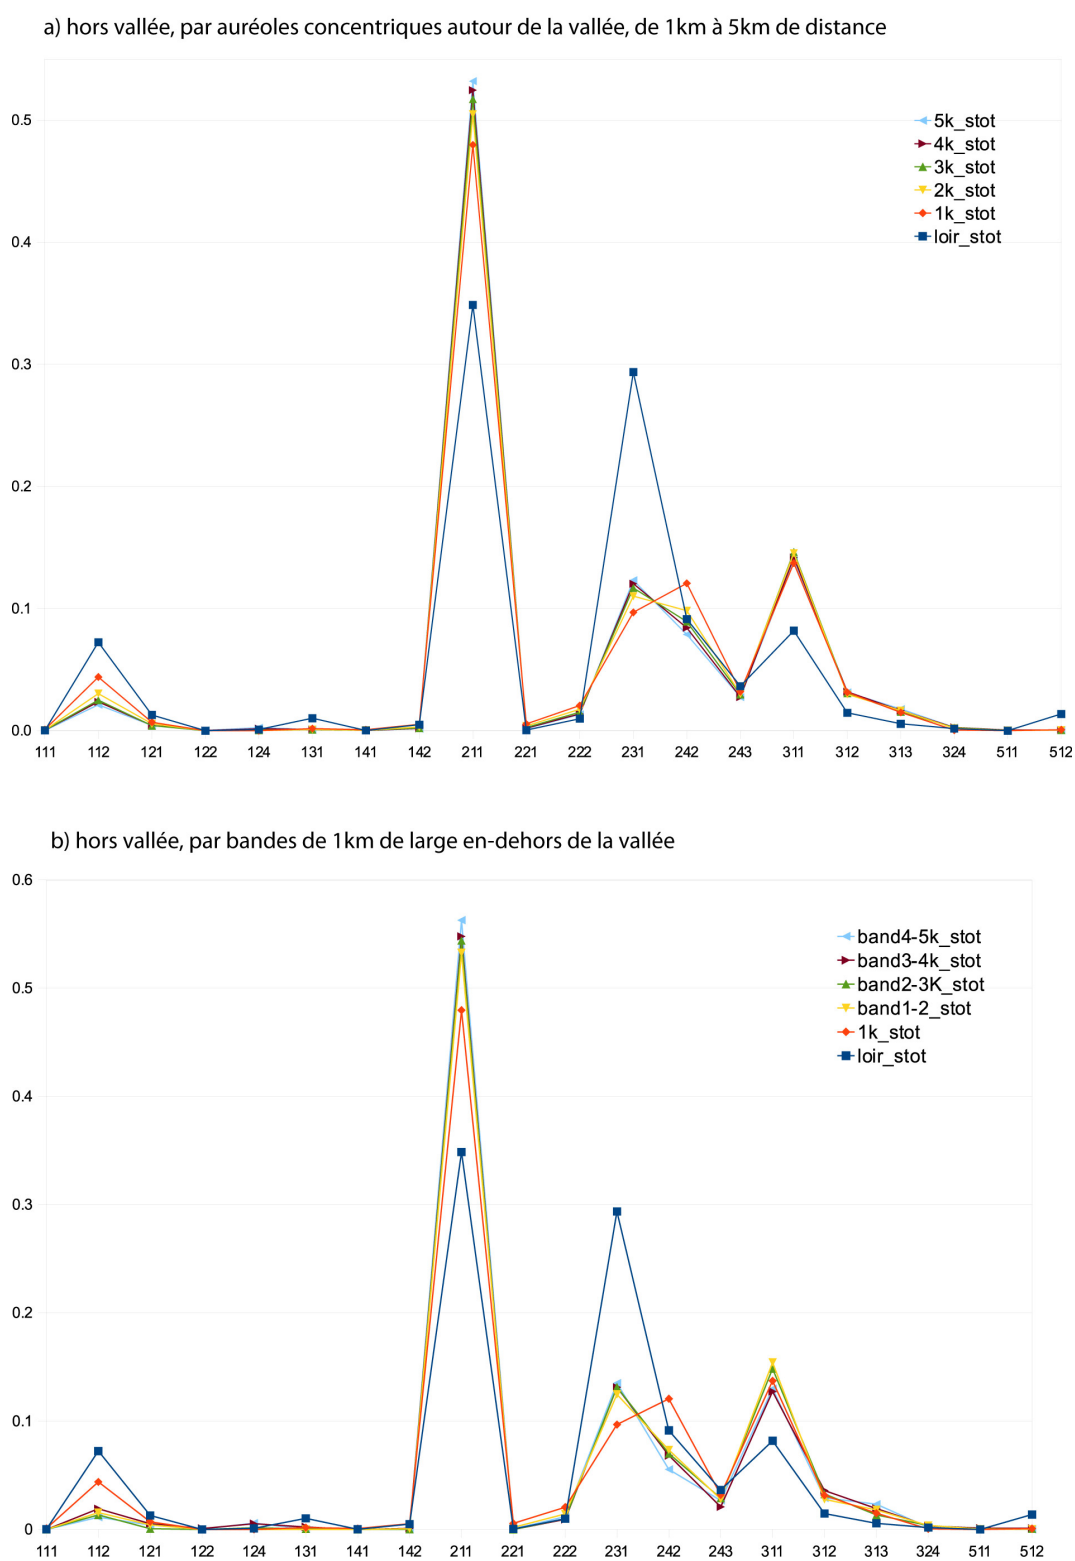 a) hors vallée, par auréoles concentriques autour de la vallée, de 1km à 5km de distance
0.5
0.4
0.3
0.2
0.1
0.0
5k_stot
4k_stot
3k_stot
2k_stot
1k_stot
loir_stot
111 112 121 122 124 131 141 142 211 221 222 231 242 243 311 312 313 324 511 512
b) hors vallée, par bandes de 1km de large en-dehors de la vallée
0.6
0.5
0.4
0.3
0.2
0.1
0
band4-5k_stot
band3-4k_stot
band2-3K_stot
band1-2_stot
1k_stot
loir_stot
111 112 121 122 124 131 141 142 211 221 222 231 242 243 311 312 313 324 511 512